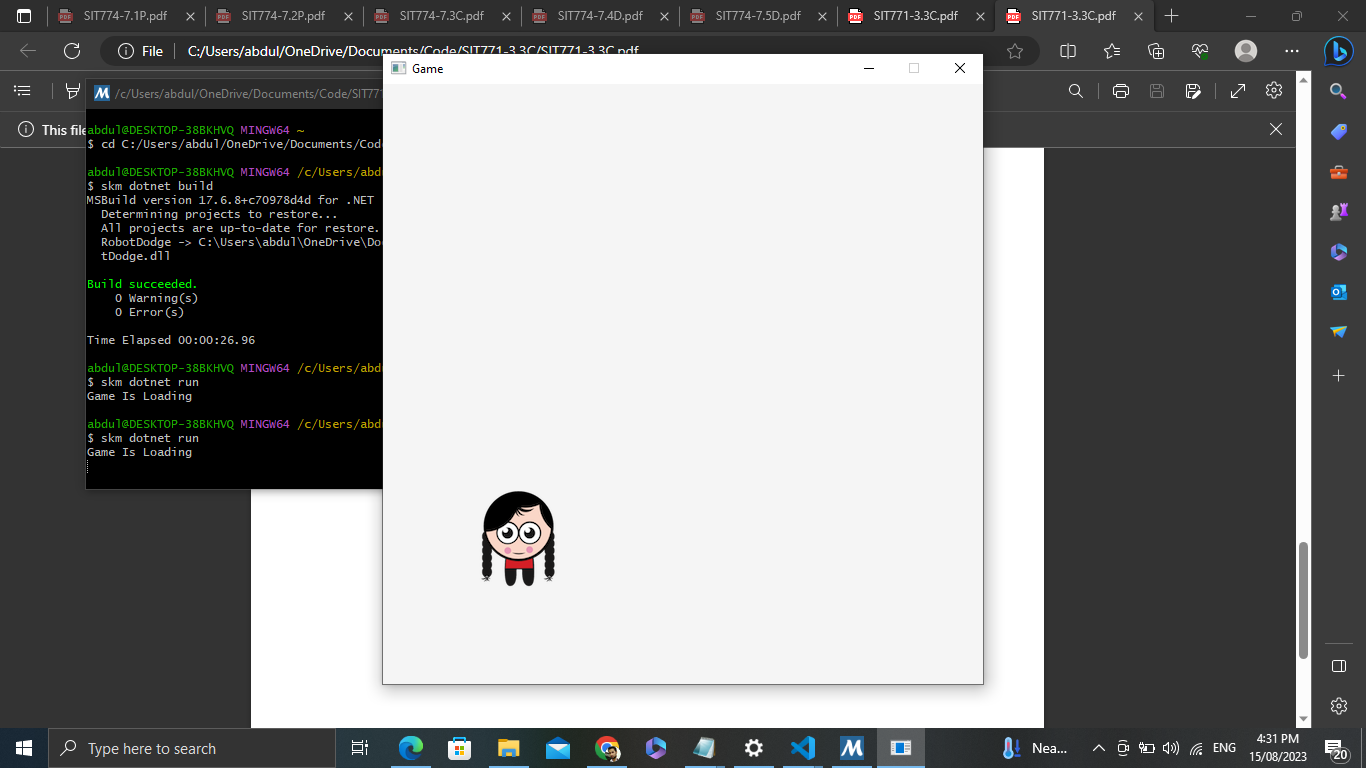 SIT774-7.1P.pdf
SIT774-7.2P.pdf
SIT774-7.3C.pdf
SIT774-7.4D.pdf
SIT774-7.5D.pdf
SIT771-3.3C.pdf
SIT771-3.3C.pdf
File
C:/Users/abdul/OneDrive/Documents/Code/SIT771-3.3C/SIT771-3.3C.pdf
Game
/c/Users/abdul/OneDrive/Documents/Code/SIT77
This file
abdul@DESKTOP-38BKHVQ MINGW64 ~
$ cd C:/Users/abdul/OneDrive/Documents/Cod
abdul@DESKTOP-38BKHVQ MINGW64 /c/Users/abd
$ skm dotnet build
MSBuild version 17.6.8+c70978d4d for .NET
Determining projects to restore...
All projects are up-to-date for restore.
RobotDodge -> C:\Users\abdul\OneDrive\Do
tDodge.dll
Build succeeded.
0 Warning(s)
0 Error(s)
Time Elapsed 00:00:26.96
abdul@DESKTOP-38BKHVQ MINGW64 /c/Users/abd
$ skm dotnet run
Game Is Loading
abdul@DESKTOP-38BKHVQ MINGW64 /c/Users/abd
$ skm dotnet run
Game Is Loading
Type here to search
Nea...
ENG
4:31 PM
15/08/2023
20